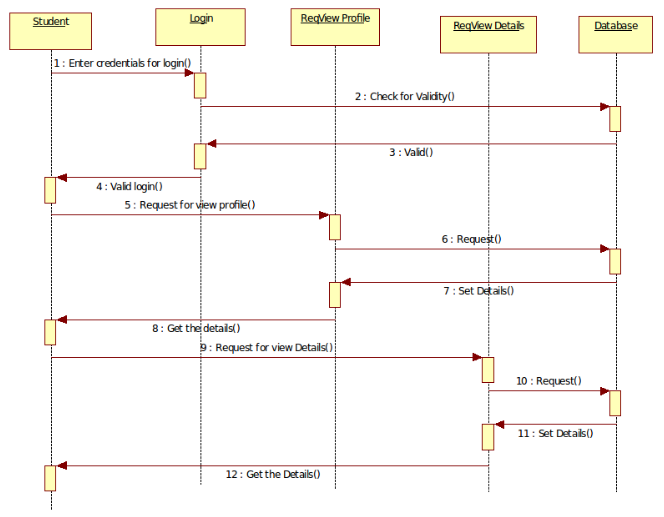 Student
Login
ReqView Profile
ReqView Details
Database
1 : Enter credentials for login()
2 : Check for Validity()
3 : Valid()
4 : Valid login()
5 : Request for view profile()
6 : Request()
7 : Set Details()
8 : Get the details()
9 : Request for view Details()
10 : Request()
11 : Set Details()
12 : Get the Details()